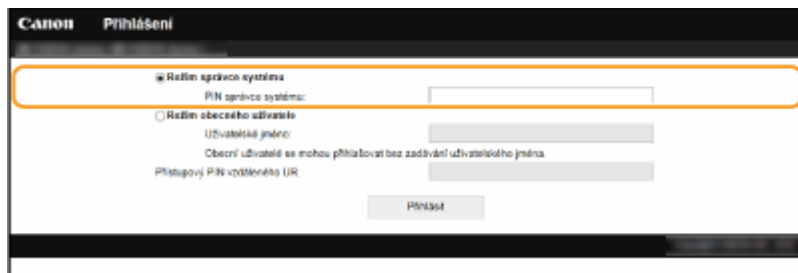 Canon Přihlášení
Režim správce systému
PIN správce systému:
Režim obecného uživatele
Uživatelské jméno:
Obecní uživatelé se mohou přihlašovat bez zadávání uživatelského jména.
Přístupový PIN vzdáleného UR:
Přihlásit